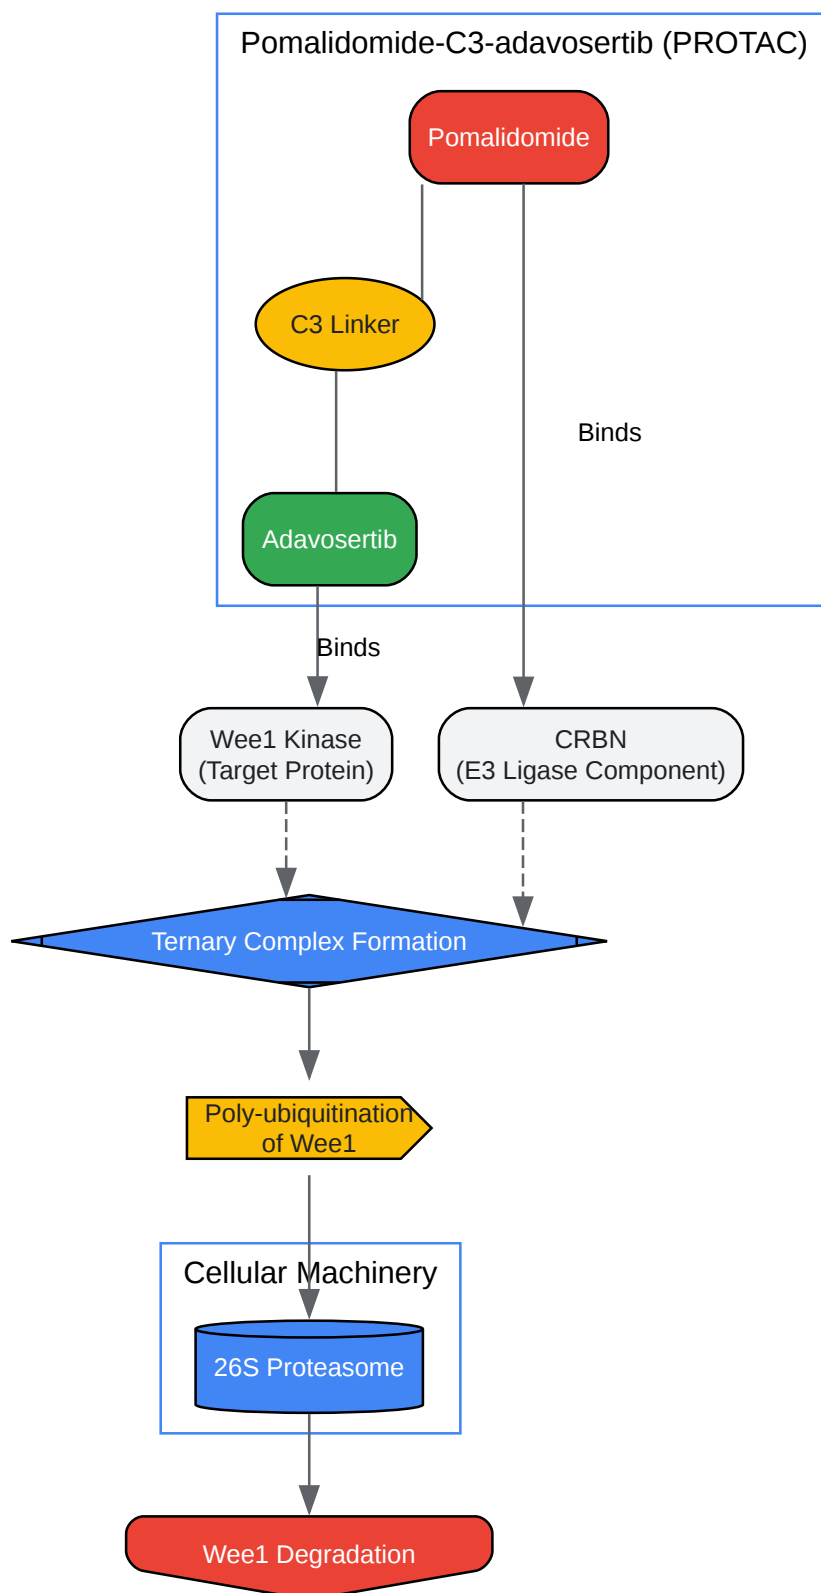 Pomalidomide-C3-adavosertib (PROTAC)
Pomalidomide
C3 Linker
Binds
Adavosertib
Binds
Wee1 Kinase
(Target Protein)
CRBN
(E3 Ligase Component)
Ternary Complex Formation
Poly-ubiquitination
of Wee1
Cellular Machinery
26S Proteasome
Wee1 Degradation